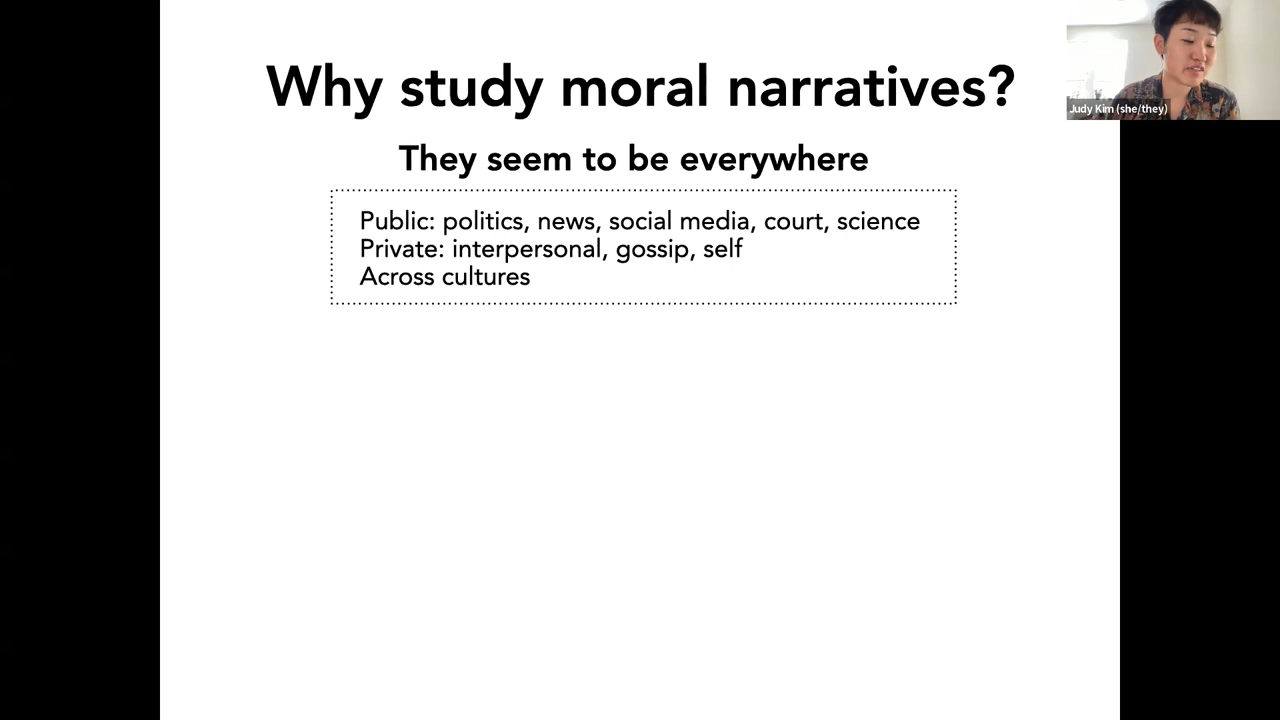 Why study moral narratives?
They seem to be everywhere
Public: politics, news, social media, court, science
Private: interpersonal, gossip, self
Across cultures
Judy Kim (she/they)